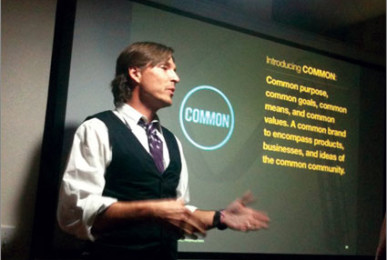 COMMON
Introducing COMMON:
Common purpose,
common goals, common
means, and common
values. A common brand
to encompass products,
businesses, and ideas of
the common community.